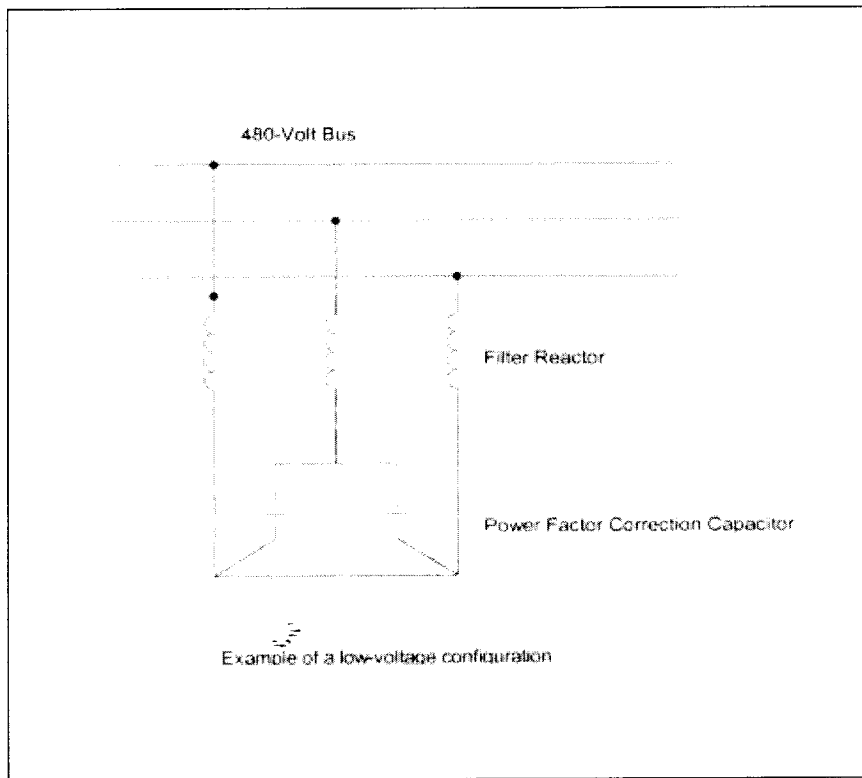 480-Volt Bus
Filter Reactor
Power Factor Correction Capacitor
Example of a low-voltage configuration